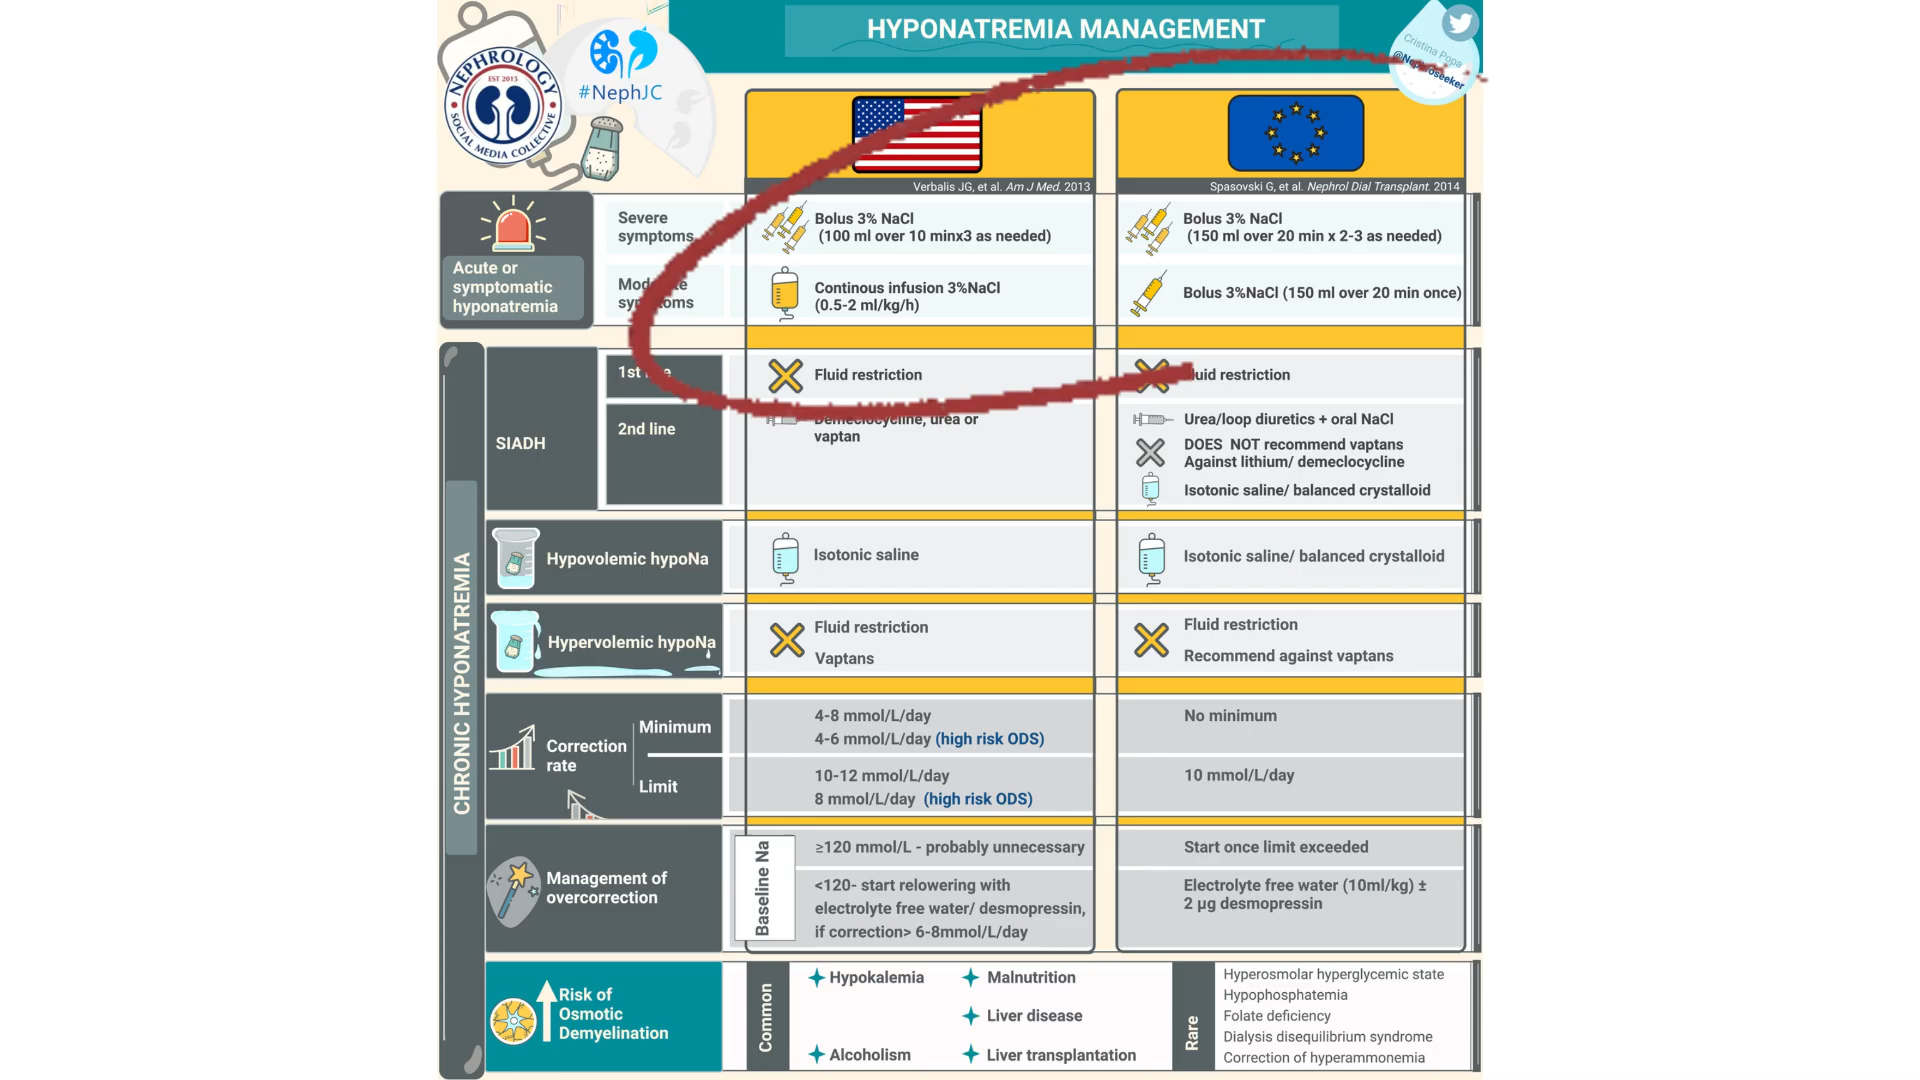 HYPONATREMIA MANAGEMENT
Cristina Popa
@Nephroseeker
NEPHROLOGY
EST 2015
SOCIAL MEDIA COLLECTIVE
#NephJC
Verbalis JG, et al. Am J Med. 2013
Spasovski G, et al. Nephrol Dial Transplant. 2014
Acute or
symptomatic
hyponatremia
Severe
symptoms
Bolus 3% NaCl
(100 ml over 10 minx3 as needed)
Bolus 3% NaCl
(150 ml over 20 min x 2-3 as needed)
Moderate
symptoms
Continous infusion 3%NaCl
(0.5-2 ml/kg/h)
Bolus 3%NaCl (150 ml over 20 min once)
CHRONIC HYPONATREMIA
SIADH
1st line
Fluid restriction
Fluid restriction
2nd line
Demeclocycline, urea or
vaptan
Urea/loop diuretics + oral NaCl
DOES NOT recommend vaptans
Against lithium/ demeclocycline
Isotonic saline/ balanced crystalloid
Hypovolemic hypoNa
Isotonic saline
Isotonic saline/ balanced crystalloid
Hypervolemic hypoNa
Fluid restriction
Vaptans
Fluid restriction
Recommend against vaptans
Correction
rate
Minimum
4-8 mmol/L/day
4-6 mmol/L/day (high risk ODS)
No minimum
Limit
10-12 mmol/L/day
8 mmol/L/day (high risk ODS)
10 mmol/L/day
Management of
overcorrection
Baseline Na
≥120 mmol/L - probably unnecessary
<120- start relowering with
electrolyte free water/ desmopressin,
if correction> 6-8mmol/L/day
Start once limit exceeded
Electrolyte free water (10ml/kg) ±
2 µg desmopressin
Risk of
Osmotic
Demyelination
Common
Hypokalemia
Malnutrition
Liver disease
Alcoholism
Liver transplantation
Rare
Hyperosmolar hyperglycemic state
Hypophosphatemia
Folate deficiency
Dialysis disequilibrium syndrome
Correction of hyperammonemia